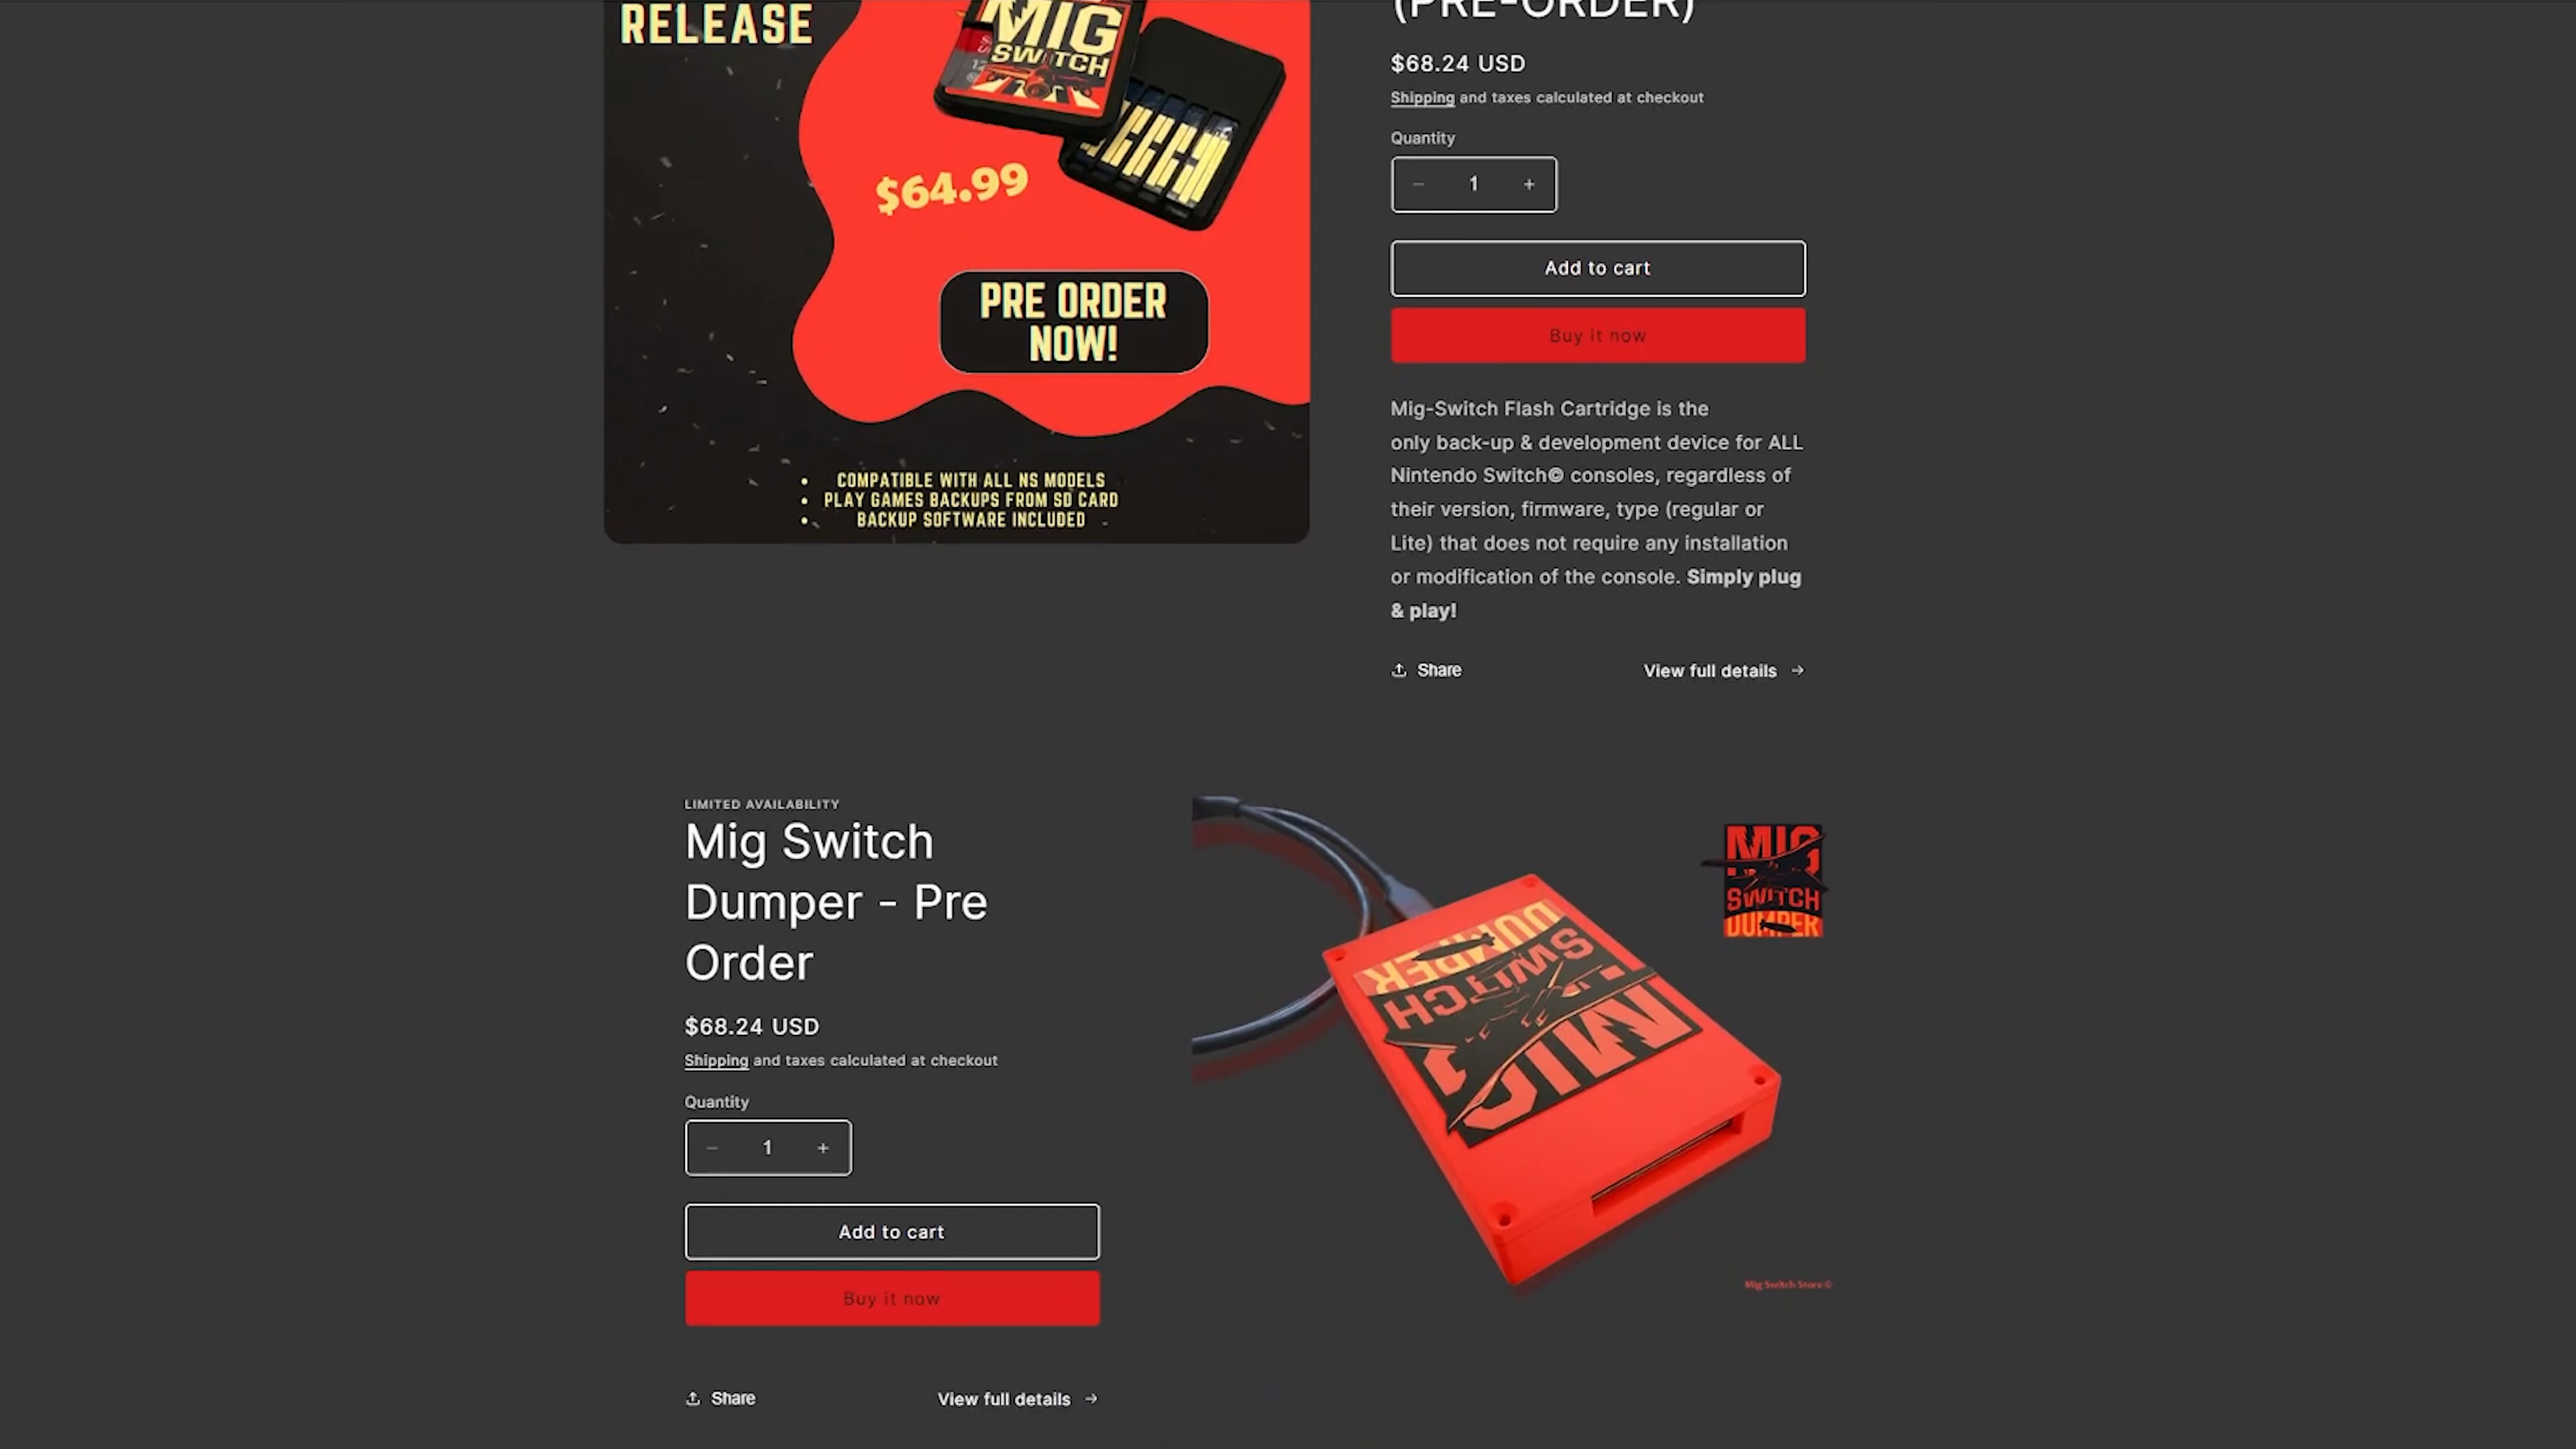 RELEASE
MIG
SWITCH
$64.99
PRE ORDER
NOW!
• COMPATIBLE WITH ALL NS MODELS
• PLAY GAMES BACKUPS FROM SD CARD
• BACKUP SOFTWARE INCLUDED
(PRE-ORDER)
$68.24 USD
Shipping and taxes calculated at checkout
Quantity
− 1 +
Add to cart
Buy it now
Mig-Switch Flash Cartridge is the
only back-up & development device for ALL
Nintendo Switch© consoles, regardless of
their version, firmware, type (regular or
Lite) that does not require any installation
or modification of the console. Simply plug
& play!
Share
View full details →
LIMITED AVAILABILITY
Mig Switch
Dumper - Pre
Order
$68.24 USD
Shipping and taxes calculated at checkout
Quantity
− 1 +
Add to cart
Buy it now
Share
View full details →
MIG
SWITCH
DUMPER
MIG
SWITCH
DUMPER
Mig Switch Store ©